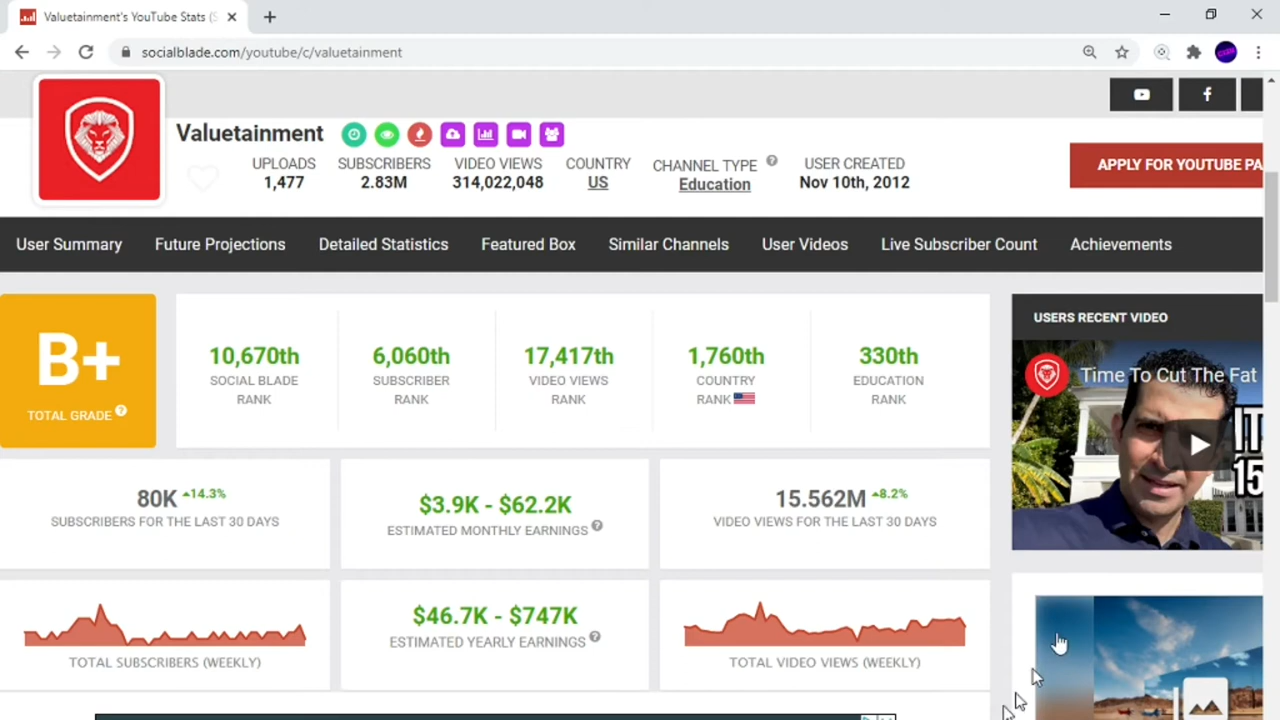 Valuetainment's YouTube Stats (S
socialblade.com/youtube/c/valuetainment
Valuetainment
UPLOADS
1,477
SUBSCRIBERS
2.83M
VIDEO VIEWS
314,022,048
COUNTRY
US
CHANNEL TYPE ?
Education
USER CREATED
Nov 10th, 2012
APPLY FOR YOUTUBE PA
User Summary
Future Projections
Detailed Statistics
Featured Box
Similar Channels
User Videos
Live Subscriber Count
Achievements
B+
TOTAL GRADE ?
10,670th
SOCIAL BLADE
RANK
6,060th
SUBSCRIBER
RANK
17,417th
VIDEO VIEWS
RANK
1,760th
COUNTRY
RANK
330th
EDUCATION
RANK
USERS RECENT VIDEO
Time To Cut The Fat
IT
15
80K 14.3%
SUBSCRIBERS FOR THE LAST 30 DAYS
$3.9K - $62.2K
ESTIMATED MONTHLY EARNINGS ?
15.562M 8.2%
VIDEO VIEWS FOR THE LAST 30 DAYS
TOTAL SUBSCRIBERS (WEEKLY)
$46.7K - $747K
ESTIMATED YEARLY EARNINGS ?
TOTAL VIDEO VIEWS (WEEKLY)